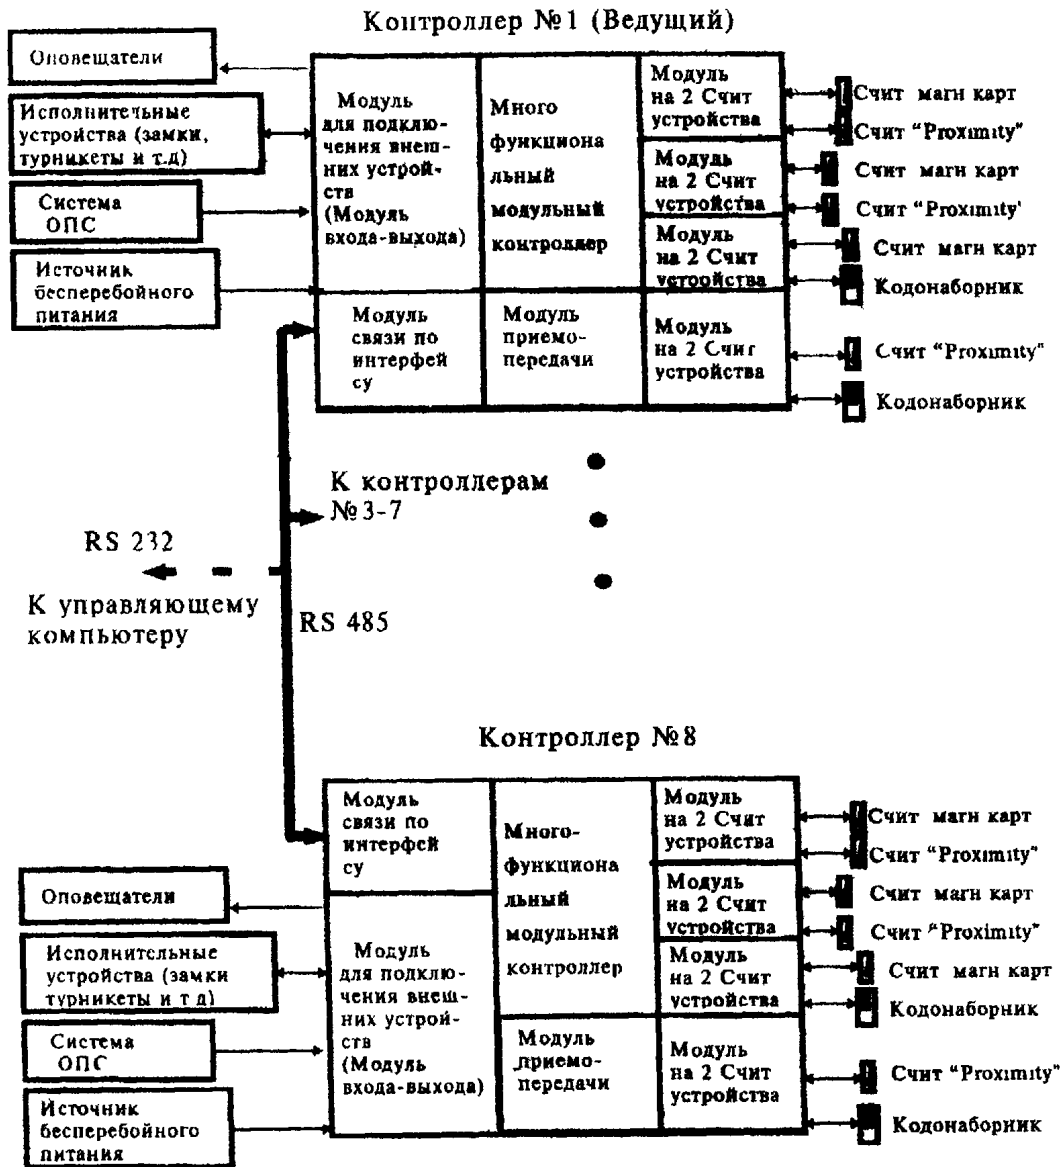 Контроллер №1 (Ведущий)
Оповещатели
Исполнительные
устройства (замки,
турникеты и т.д)
Система
ОПС
Источник
бесперебойного
питания
Модуль
для подклю-
чения внеш-
них устрой-
ств
(Модуль
входа-выхода)
Много
функциона
льный
модульный
контроллер
Модуль
на 2 Счит
устройства
Модуль
на 2 Счит
устройства
Модуль
на 2 Счит
устройства
Модуль
связи по
интерфей
су
Модуль
приемо-
передачи
Модуль
на 2 Счит
устройства
Счит магн карт
Счит "Proximity"
Счит магн карт
Счит "Proximity'
Счит магн карт
Кодонаборник
Счит "Proximity"
Кодонаборник
К контроллерам
№3-7
RS 232
К управляющему
компьютеру
RS 485
Контроллер №8
Модуль
связи по
интерфей
су
Много-
функциона
льный
модульный
контроллер
Модуль
на 2 Счит
устройства
Модуль
на 2 Счит
устройства
Модуль
на 2 Счит
устройства
Оповещатели
Исполнительные
устройства (замки
турникеты и т д)
Система
ОПС
Источник
бесперебойного
питания
Модуль
для подклю-
чения внеш-
них устрой-
ств
(Модуль
входа-выхода)
Модуль
приемо-
передачи
Модуль
на 2 Счит
устройства
Счит магн карт
Счит "Proximity"
Счит магн карт
Счит "Proximity"
Счит магн карт
Кодонаборник
Счит "Proximity"
Кодонаборник